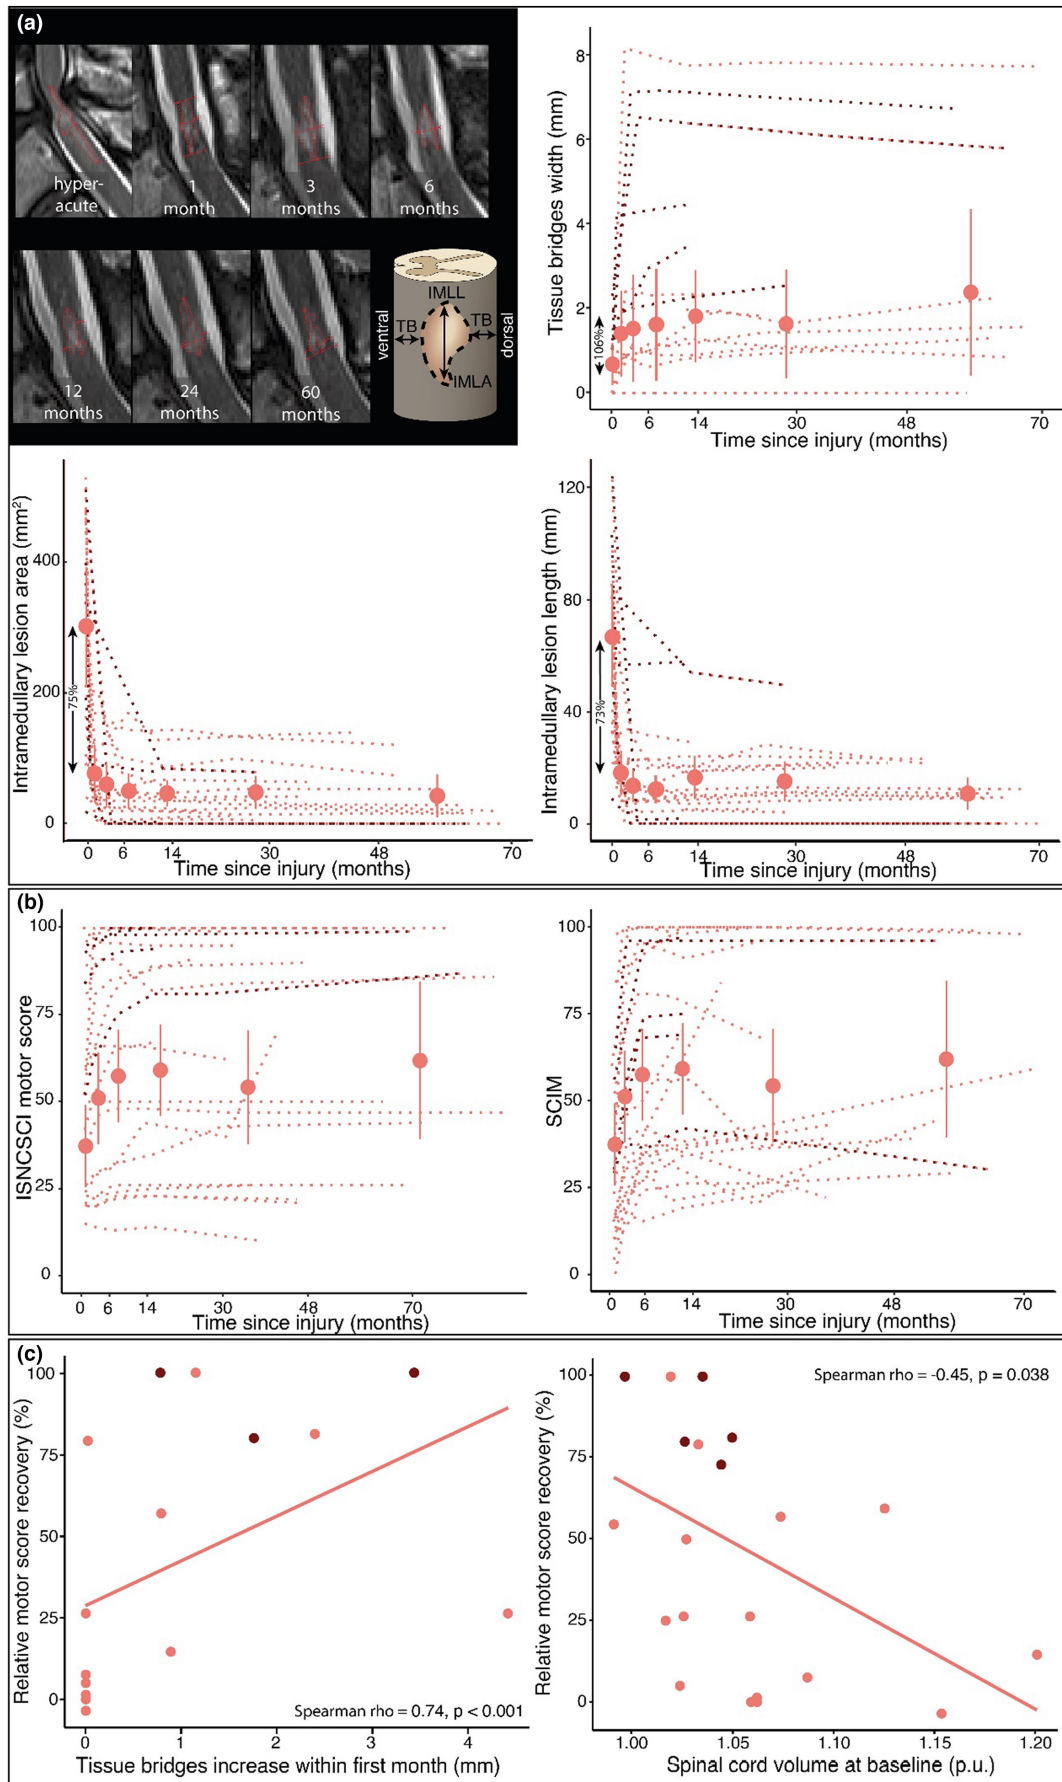 (a)
hyper-
acute
1
month
3
months
6
months
12
months
24
months
60
months
ventral
TB
IMLL
TB
IMLA
dorsal
Tissue bridges width (mm)
8
6
4
2
0
106%
0 6 14 30 48 70
Time since injury (months)
Intramedullary lesion area (mm²)
400
200
0
75%
0 6 14 30 48 70
Time since injury (months)
Intramedullary lesion length (mm)
120
80
40
0
73%
0 6 14 30 48 70
Time since injury (months)
(b)
ISNCSCI motor score
100
75
50
25
0
0 6 14 30 48 70
Time since injury (months)
SCIM
100
75
50
25
0
0 6 14 30 48 70
Time since injury (months)
(c)
Relative motor score recovery (%)
100
75
50
25
0
Spearman rho = 0.74, p < 0.001
0 1 2 3 4
Tissue bridges increase within first month (mm)
Relative motor score recovery (%)
100
75
50
25
0
Spearman rho = -0.45, p = 0.038
1.00 1.05 1.10 1.15 1.20
Spinal cord volume at baseline (p.u.)